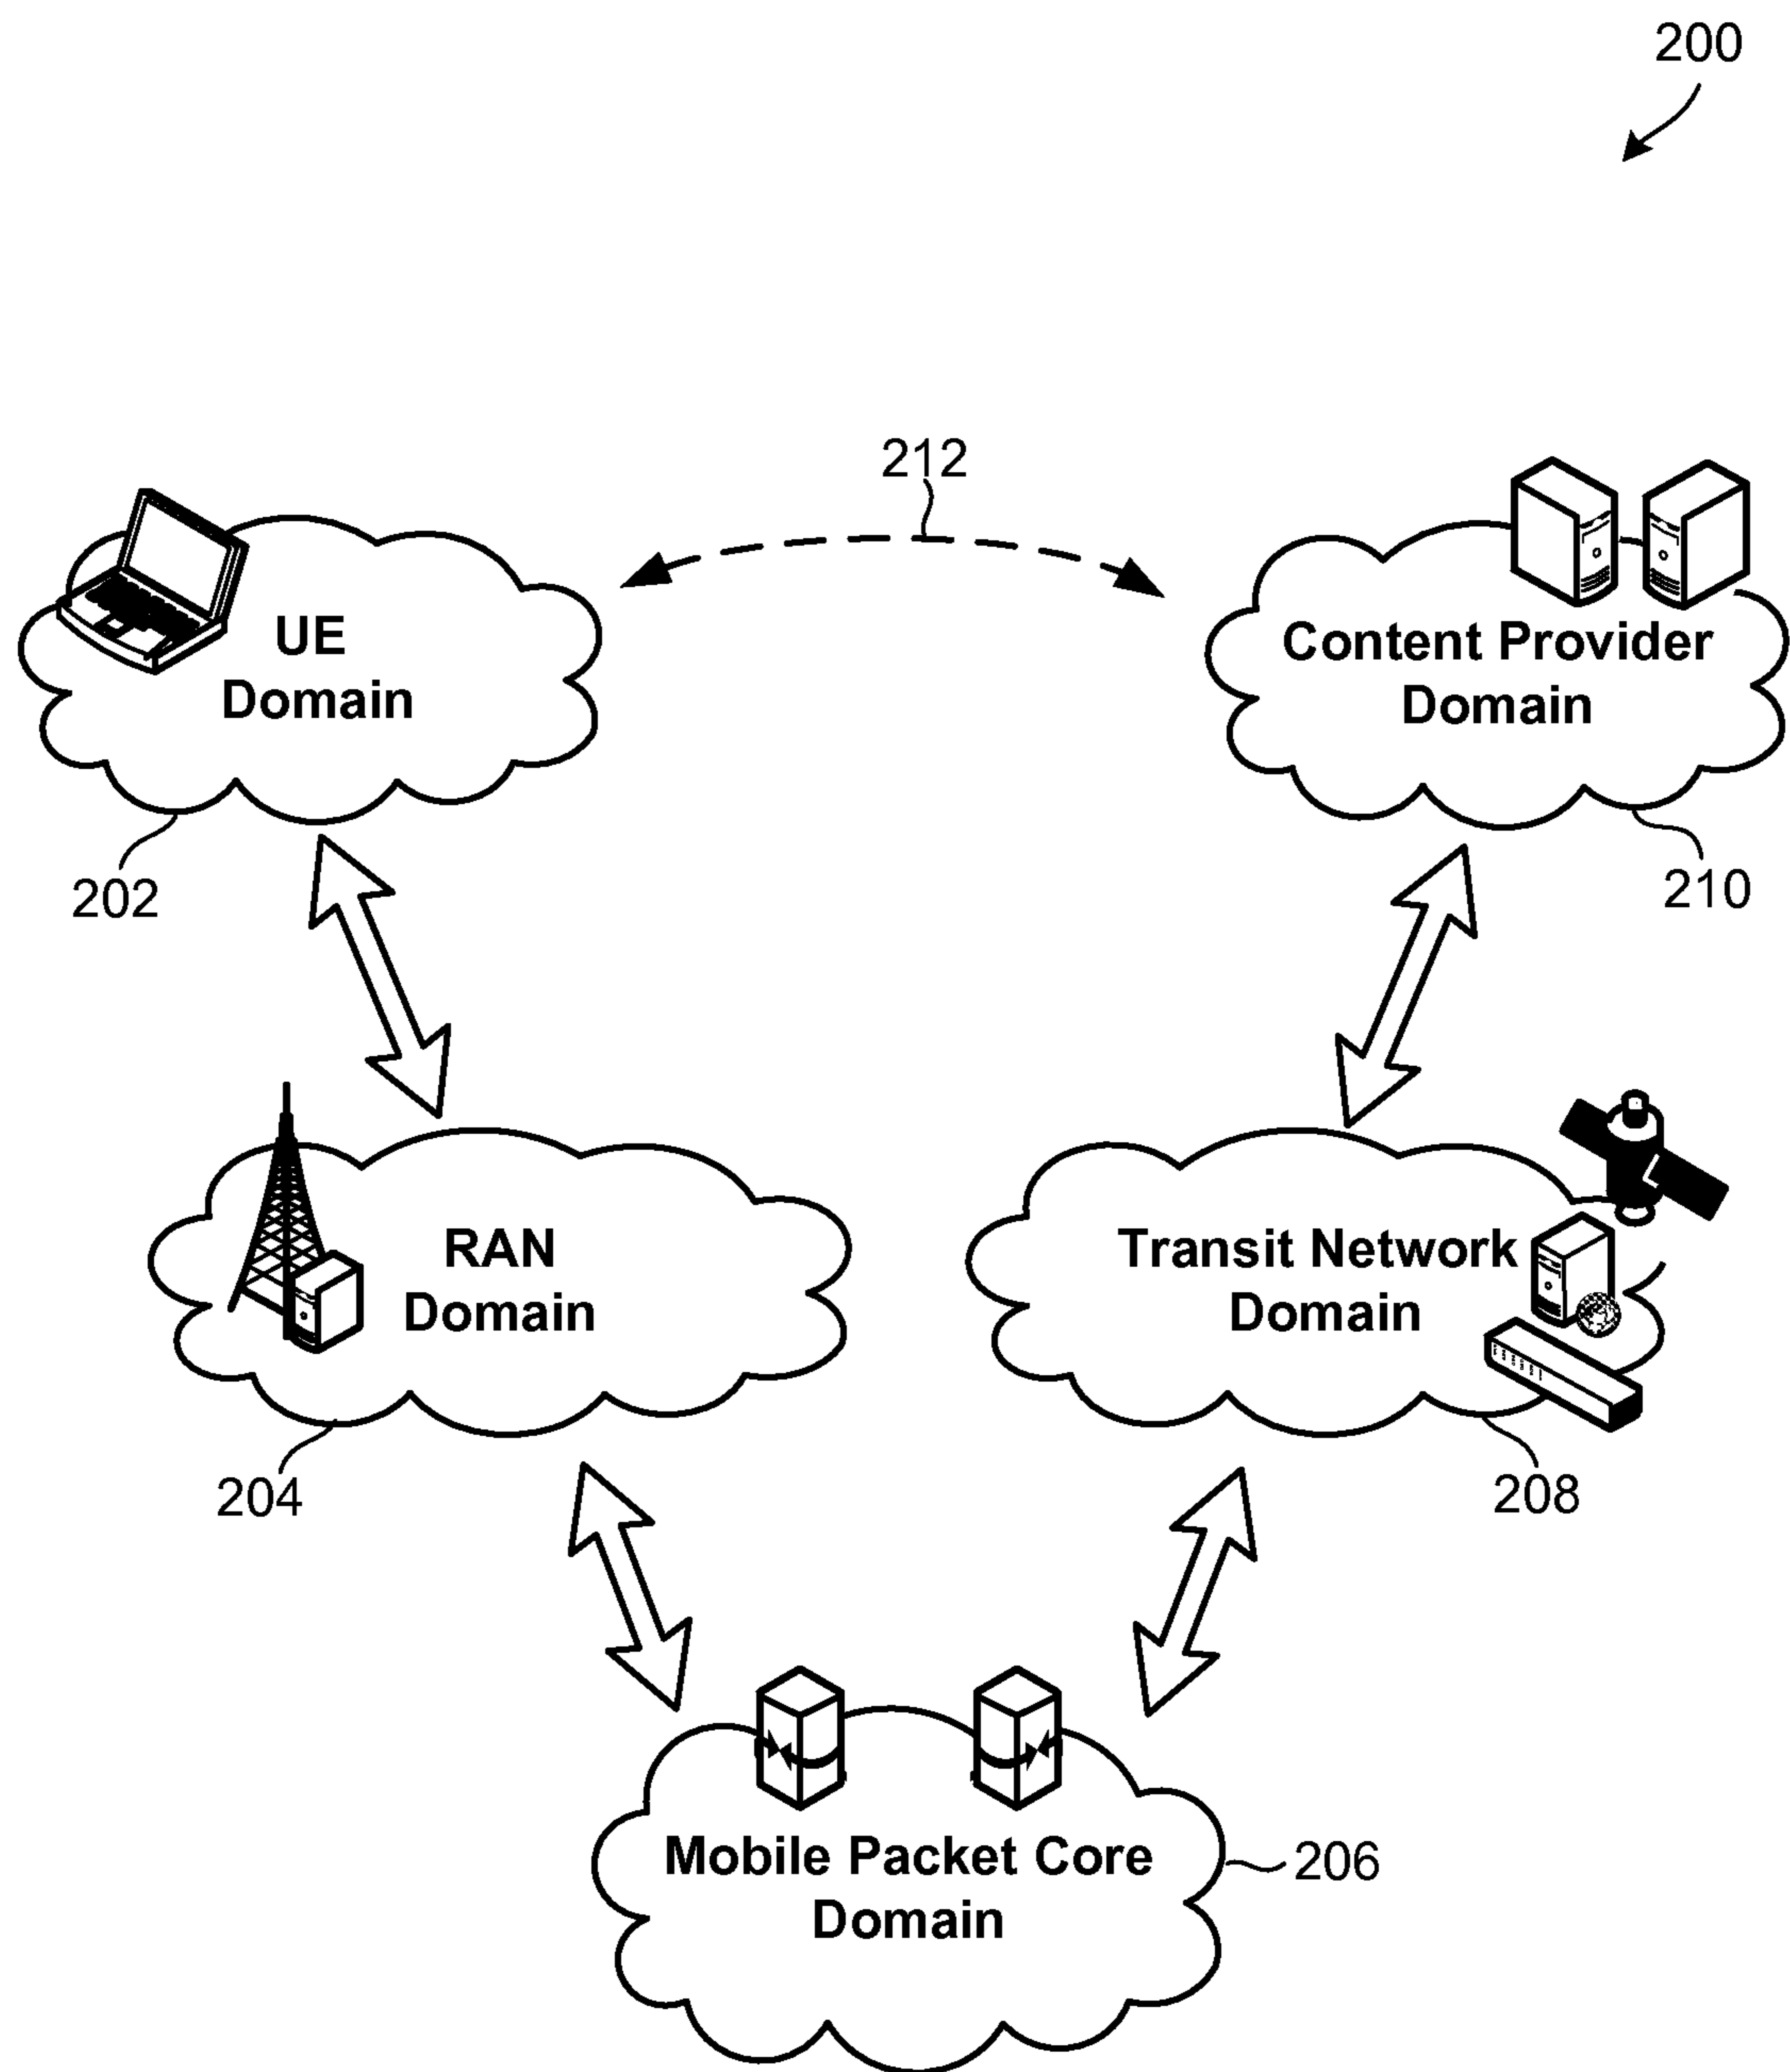 200
212
UE
Domain
Content Provider
Domain
202
210
RAN
Domain
Transit Network
Domain
204
208
Mobile Packet Core
Domain
206